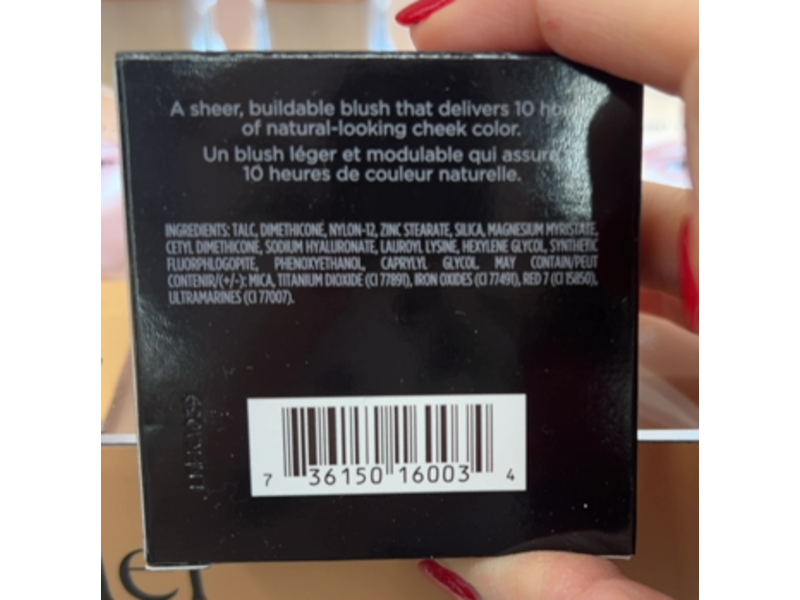 A sheer, buildable blush that delivers 10
of natural-looking cheek color.
Un blush léger et modulable qui assure
10 heures de couleur naturelle.
INGREDIENTS: TALC, DIMETHICONE, NYLON-12, ZINC STEARATE, SILICA, MAGNESIUM MYRISTATE,
CETYL DIMETHICONE, SODIUM HYALURONATE, LAUROYL LYSINE, HEXYLENE GLYCOL, SYNTHETIC
FLUORPHLOGOPITE, PHENOXYETHANOL, CAPRYLYL GLYCOL. MAY CONTAIN/PEUT
CONTENIR/(+/-): MICA, TITANIUM DIOXIDE (CI 77891), IRON OXIDES (CI 77491), RED 7 (CI 15850),
ULTRAMARINES (CI 77007).
7 36150 16003 4